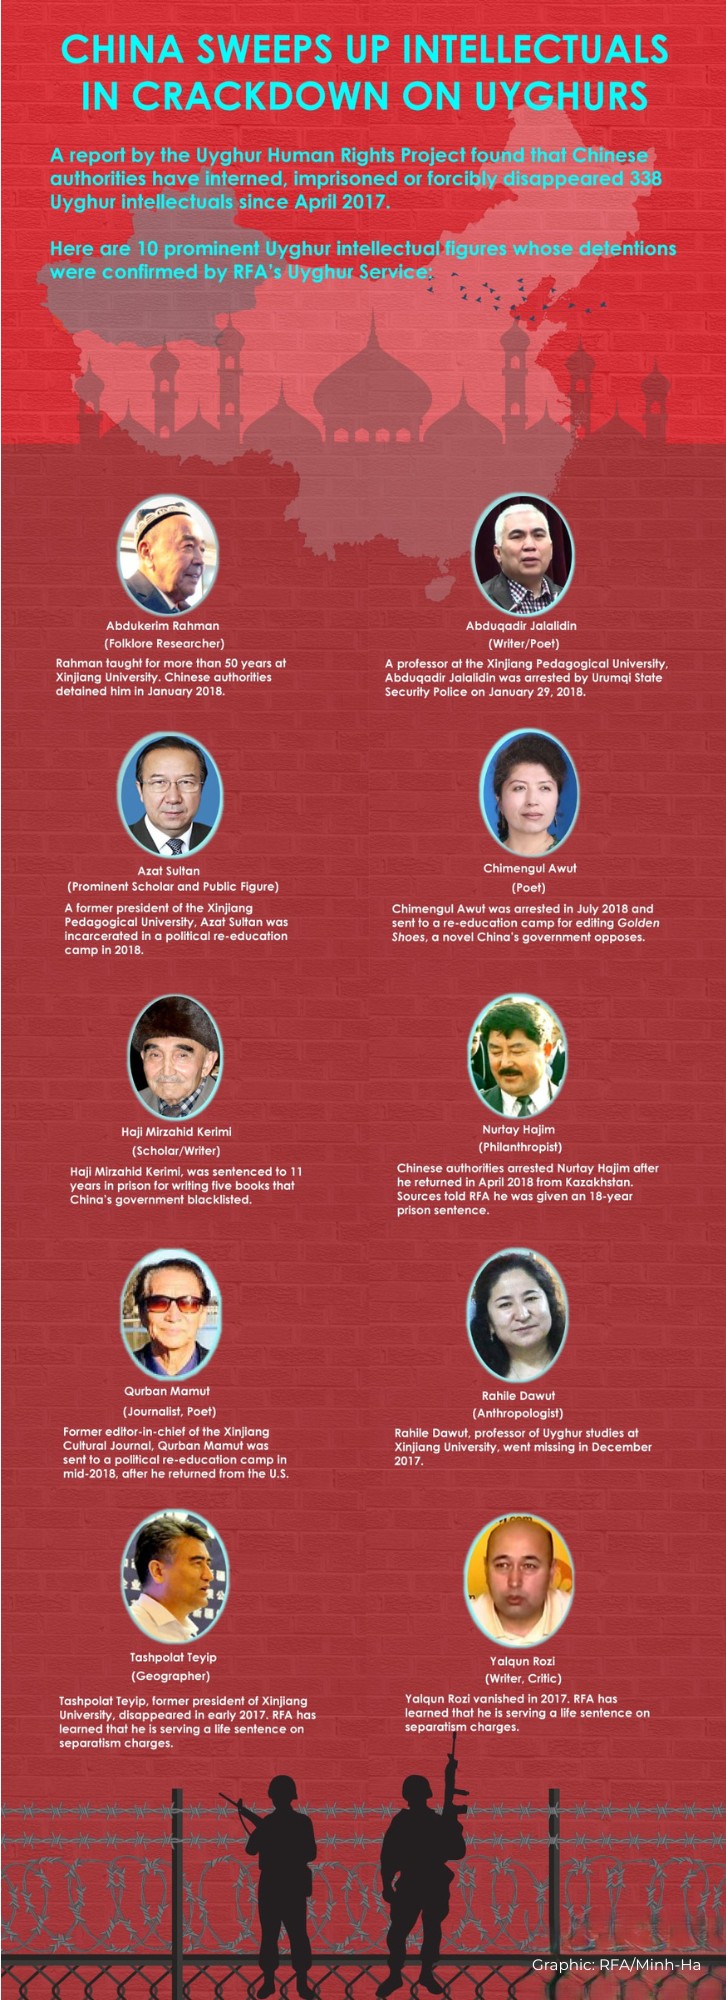 CHINA SWEEPS UP INTELLECTUALS
IN CRACKDOWN ON UYGHURS
A report by the Uyghur Human Rights Project found that Chinese
authorities have interned, imprisoned or forcibly disappeared 338
Uyghur intellectuals since April 2017.
Here are 10 prominent Uyghur intellectual figures whose detentions
were confirmed by RFA's Uyghur Service:
Abdukerim Rahman
(Folklore Researcher)
Rahman taught for more than 50 years at
Xinjiang University. Chinese authorities
detained him in January 2018.
Abduqadir Jalalidin
(Writer/Poet)
A professor at the Xinjiang Pedagogical University,
Abduqadir Jalalidin was arrested by Urumqi State
Security Police on January 29, 2018.
Azat Sultan
(Prominent Scholar and Public Figure)
A former president of the Xinjiang
Pedagogical University, Azat Sultan was
incarcerated in a political re-education
camp in 2018.
Chimengul Awut
(Poet)
Chimengul Awut was arrested in July 2018 and
sent to a re-education camp for editing Golden
Shoes, a novel China's government opposes.
Haji Mirzahid Kerimi
(Scholar/Writer)
Haji Mirzahid Kerimi, was sentenced to 11
years in prison for writing five books that
China's government blacklisted.
Nurtay Hajim
(Philanthropist)
Chinese authorities arrested Nurtay Hajim after
he returned in April 2018 from Kazakhstan.
Sources told RFA he was given an 18-year
prison sentence.
Qurban Mamut
(Journalist, Poet)
Former editor-in-chief of the Xinjiang
Cultural Journal, Qurban Mamut was
sent to a political re-education camp in
mid-2018, after he returned from the U.S.
Rahile Dawut
(Anthropologist)
Rahile Dawut, professor of Uyghur studies at
Xinjiang University, went missing in December
2017.
Tashpolat Teyip
(Geographer)
Tashpolat Teyip, former president of Xinjiang
University, disappeared in early 2017. RFA has
learned that he is serving a life sentence on
separatism charges.
Yalqun Rozi
(Writer, Critic)
Yalqun Rozi vanished in 2017. RFA has
learned that he is serving a life sentence on
separatism charges.
Graphic: RFA/Minh-Ha